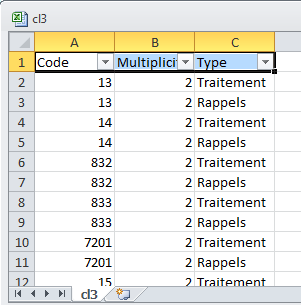 cl3
A B C
1 Code Multiplici Type
2 13 2 Traitement
3 13 2 Rappels
4 14 2 Traitement
5 14 2 Rappels
6 832 2 Traitement
7 832 2 Rappels
8 833 2 Traitement
9 833 2 Rappels
10 7201 2 Traitement
11 7201 2 Rappels
12 15 2 Traitement
cl3